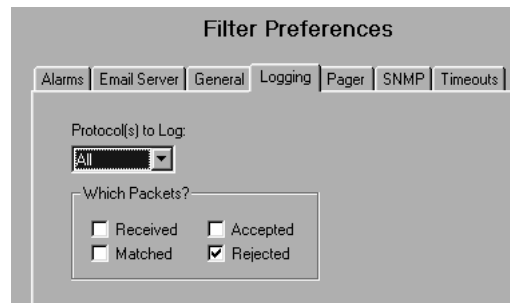 Filter Preferences
Alarms Email Server General Logging Pager SNMP Timeouts
Protocol(s) to Log:
All
Which Packets?
Received Accepted
Matched Rejected